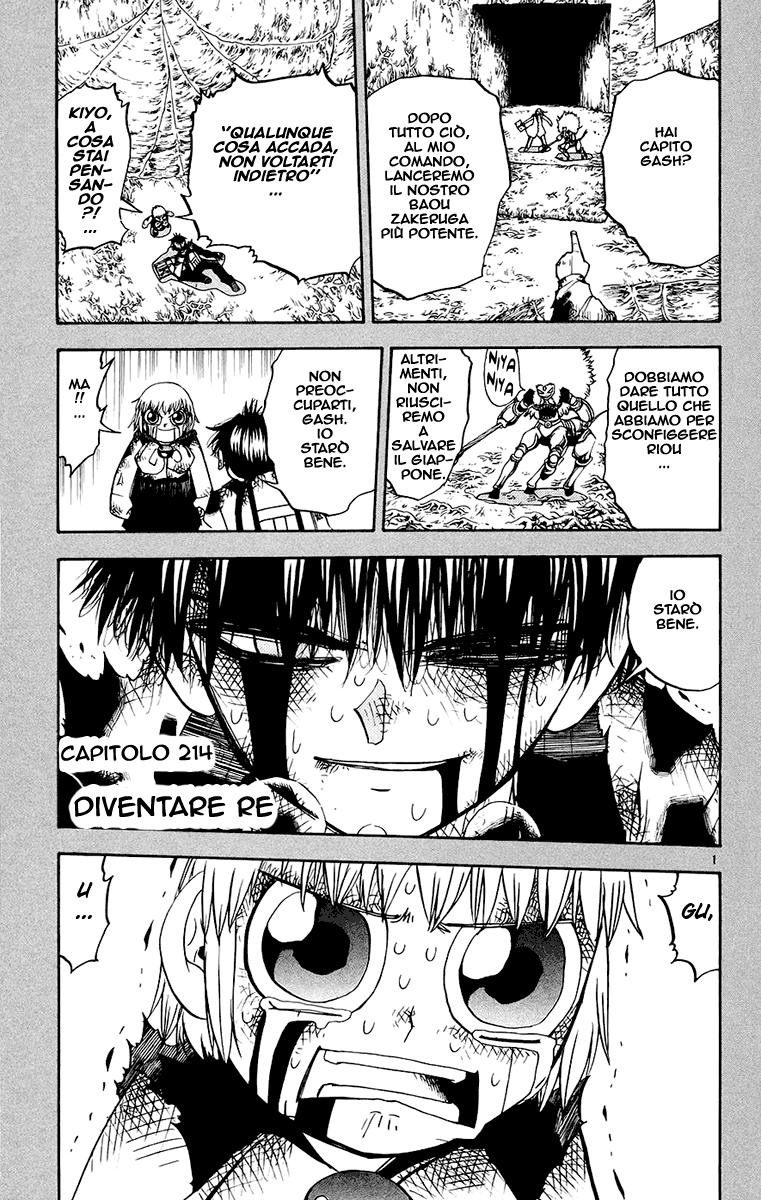 HAI
CAPITO
GASH?
DOPO
TUTTO CIÒ,
AL MIO
COMANDO,
LANCEREMO
IL NOSTRO
BAOU
ZAKERUGA
PIÙ POTENTE.
"QUALUNQUE
COSA ACCADA,
NON VOLTARTI
INDIETRO"
...
KIYO,
A
COSA
STAI
PEN-
SAN-
DO
?!
...
DOBBIAMO
DARE TUTTO
QUELLO CHE
ABBIAMO PER
SCONFIGGERE
RIOU
...
NIYA
NIYA
ALTRI-
MENTI,
NON
RIUSCI-
REMO
A
SALVARE
IL GIAP-
PONE.
NON
PREOC-
CUPARTI,
GASH.
IO
STARÒ
BENE.
MA
!!
...
IO
STARÒ
BENE.
CAPITOLO 214
DIVENTARE RE
1
GU,
U
...